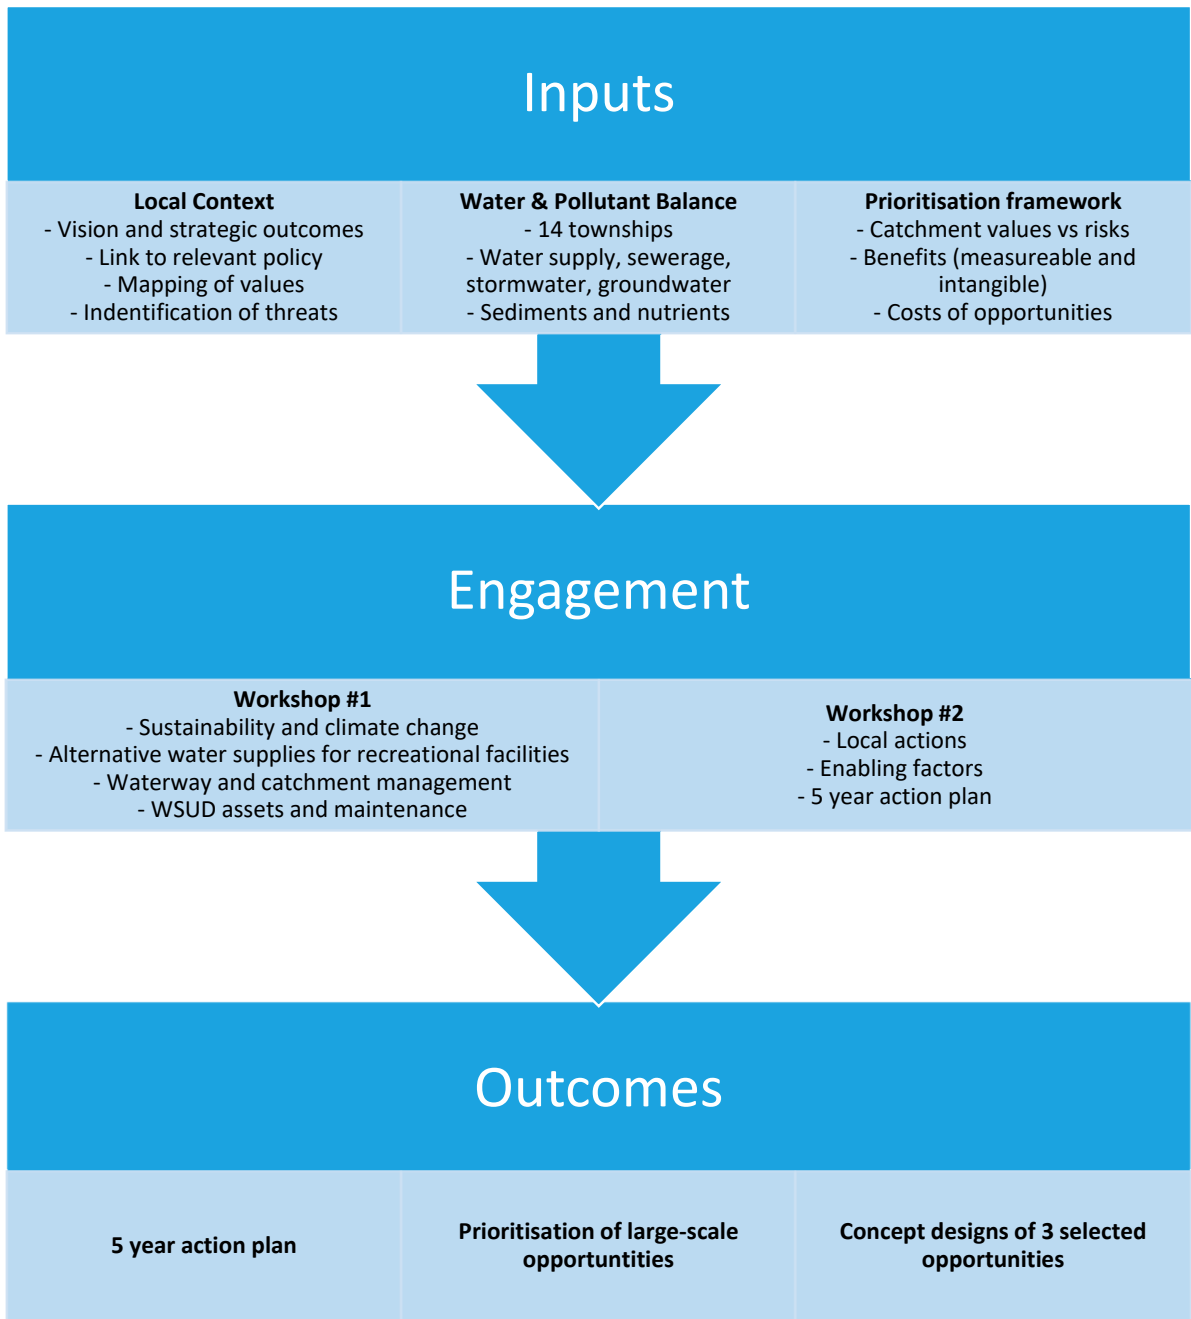 Inputs
Local Context
- Vision and strategic outcomes
- Link to relevant policy
- Mapping of values
- Indentification of threats
Water & Pollutant Balance
- 14 townships
- Water supply, sewerage,
stormwater, groundwater
- Sediments and nutrients
Prioritisation framework
- Catchment values vs risks
- Benefits (measureable and
intangible)
- Costs of opportunities
Engagement
Workshop #1
- Sustainability and climate change
- Alternative water supplies for recreational facilities
- Waterway and catchment management
- WSUD assets and maintenance
Workshop #2
- Local actions
- Enabling factors
- 5 year action plan
Outcomes
5 year action plan
Prioritisation of large-scale
opportuntities
Concept designs of 3 selected
opportunities